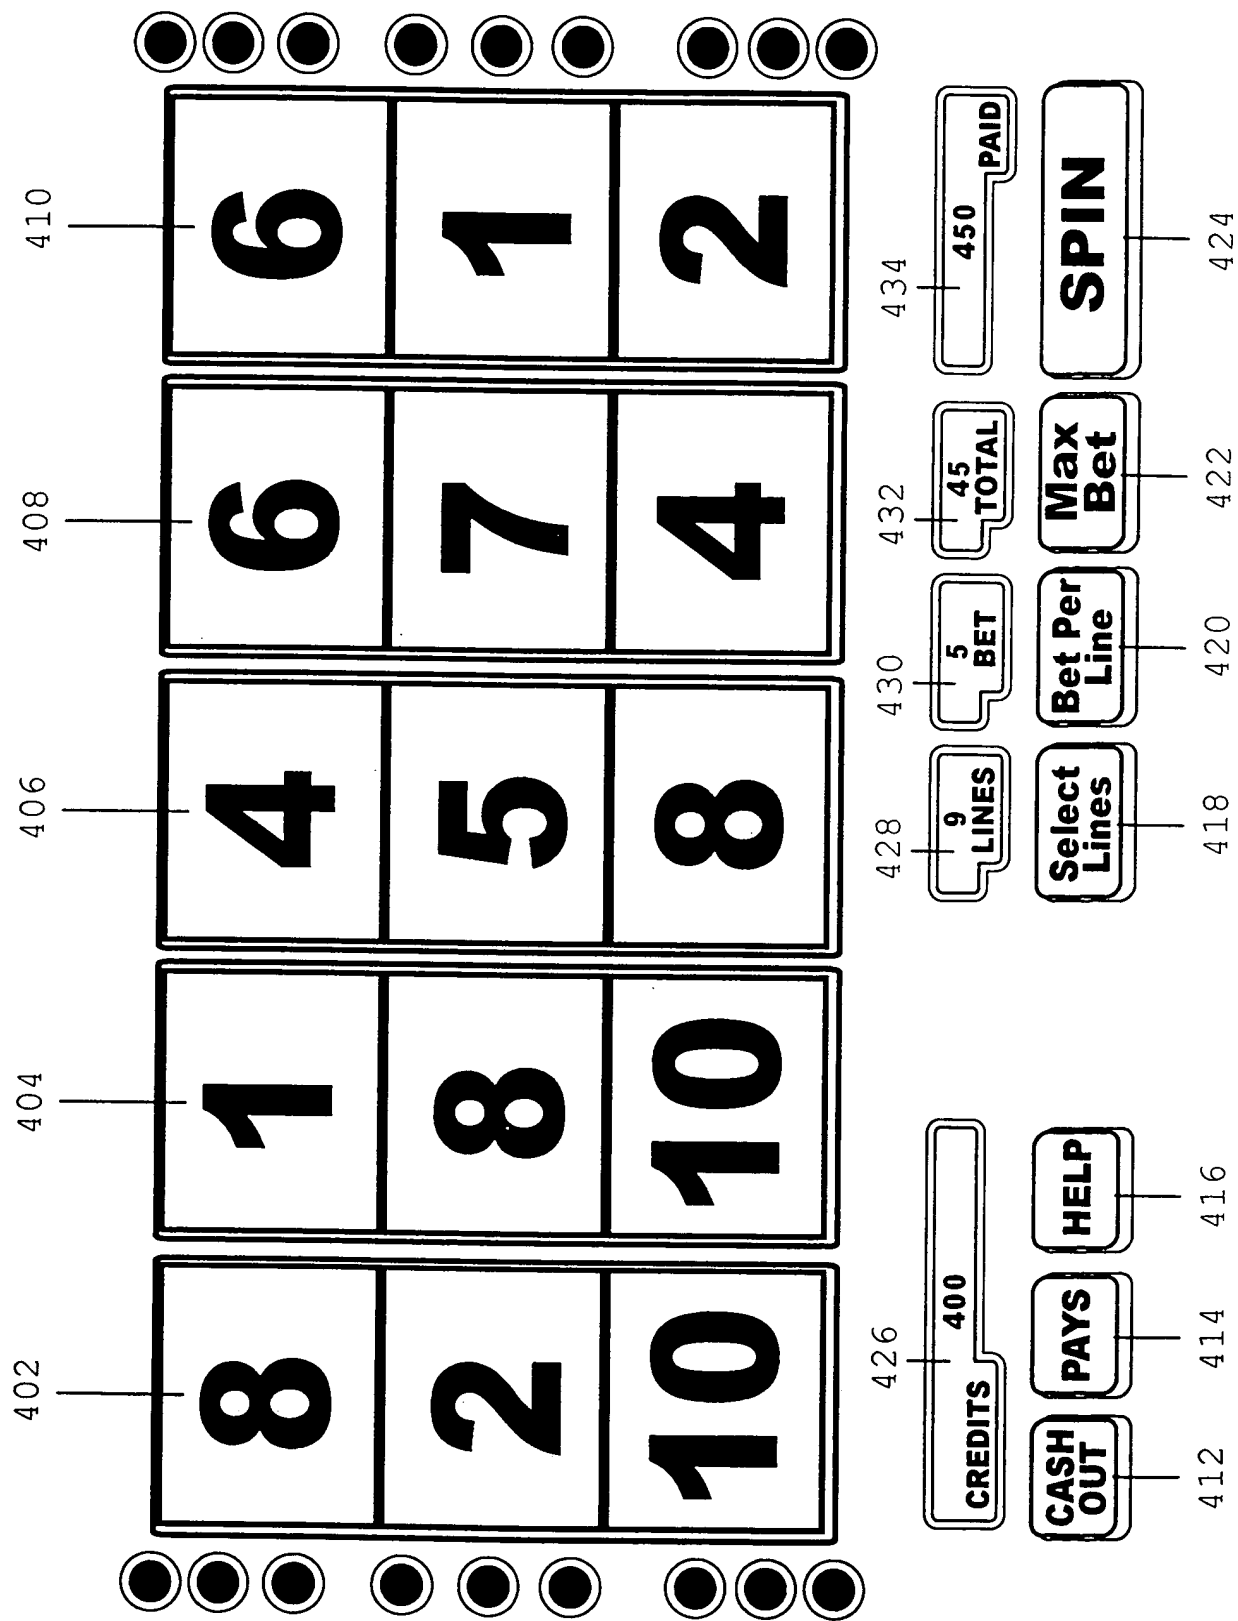 402 404 406 408 410
8 1 4 6 6
2 8 5 7 1
10 10 8 4 2
426 428 430 432 434
400 9 5 45 450
CREDITS LINES BET TOTAL PAID
CASH OUT PAYS HELP Select Lines Bet Per Line Max Bet SPIN
412 414 416 418 420 422 424